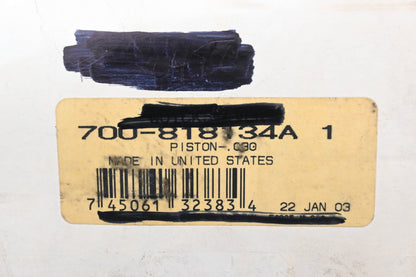 700-818134A 1
PISTON-.030
MADE IN UNITED STATES
7 45061 32383 4 22 JAN 03